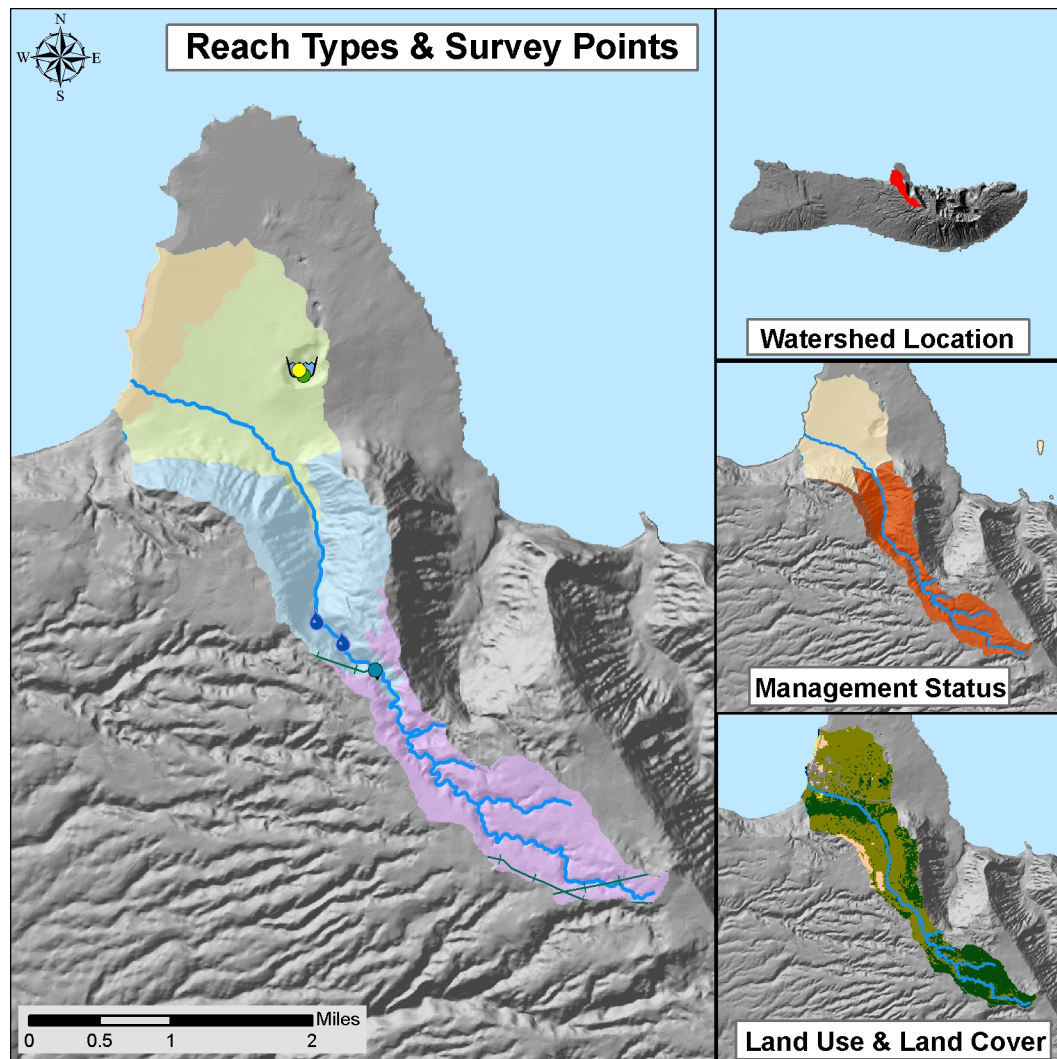 N
W E
S
Reach Types & Survey Points
Watershed Location
Management Status
Land Use & Land Cover
Miles
0 0.5 1 2